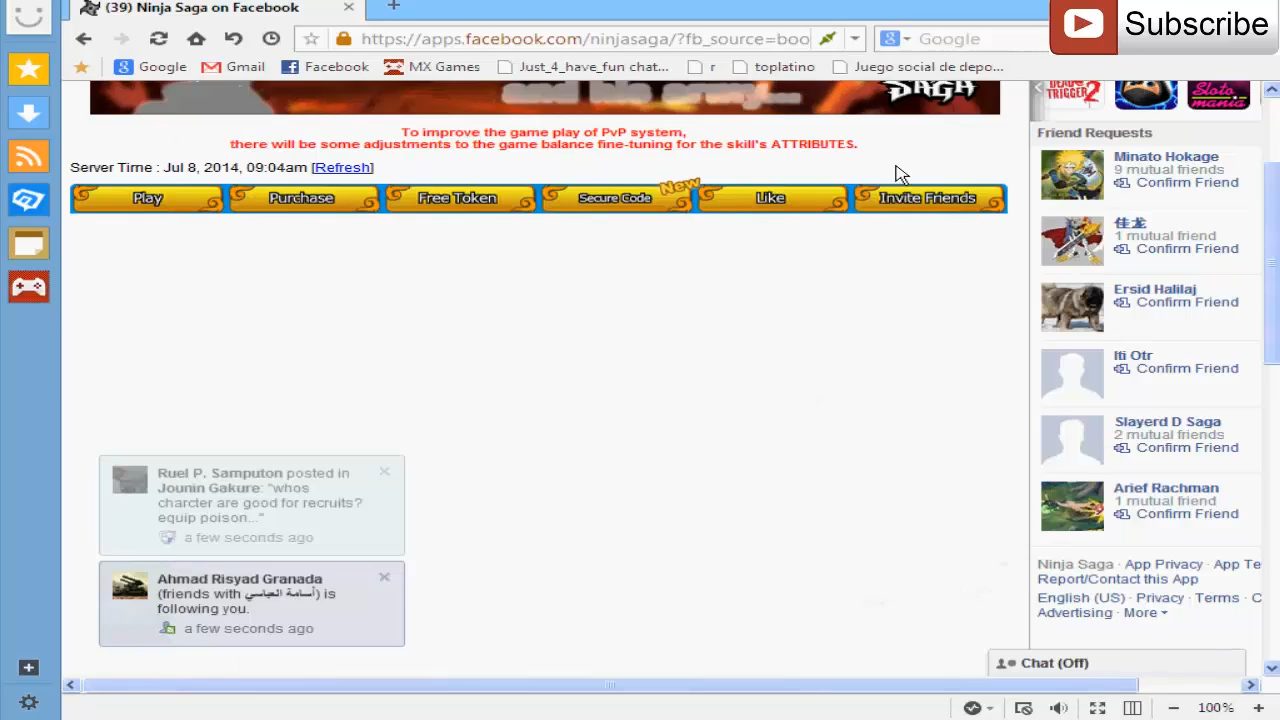 (39) Ninja Saga on Facebook
Subscribe
https://apps.facebook.com/ninjasaga/?fb_source=boo
Google
Google
Gmail
Facebook
MX Games
Just_4_have_fun chat...
r
toplatino
Juego social de depo...
and his army...
SAGA
DEAD TRIGGER 2
Sloto mania
To improve the game play of PvP system,
there will be some adjustments to the game balance fine-tuning for the skill's ATTRIBUTES.
Server Time : Jul 8, 2014, 09:04am [Refresh]
Play
Purchase
Free Token
Secure Code
New
Like
Invite Friends
Friend Requests
Minato Hokage
9 mutual friends
Confirm Friend
佳龙
1 mutual friend
Confirm Friend
Ersid Halilaj
Confirm Friend
Iti Otr
Confirm Friend
Slayerd D Saga
2 mutual friends
Confirm Friend
Arief Rachman
1 mutual friend
Confirm Friend
Ruel P. Samputon posted in
Jounin Gakure: "whos
charcter are good for recruits?
equip poison..."
a few seconds ago
Ahmad Risyad Granada
(friends with أسامة العباسي) is
following you.
a few seconds ago
Ninja Saga · App Privacy · App Te
Report/Contact this App
English (US) · Privacy · Terms · C
Advertising · More
Chat (Off)
100%